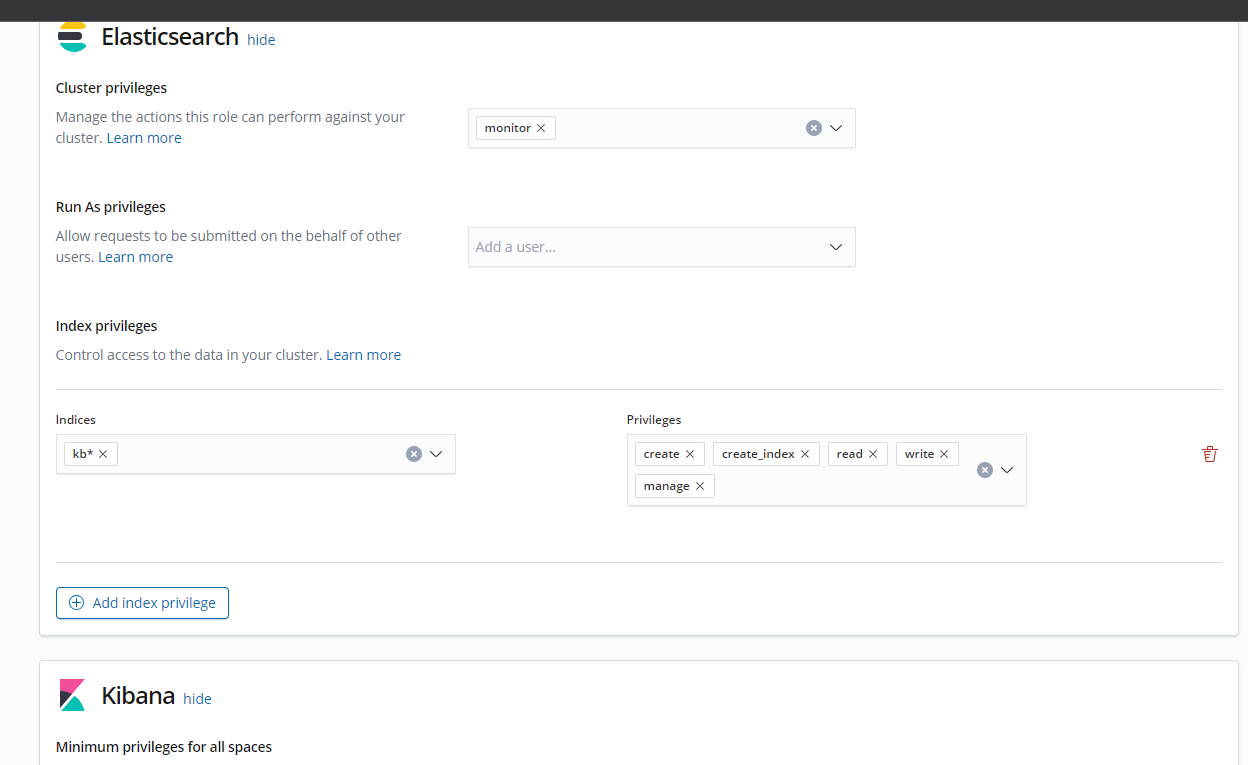 Elasticsearch hide
Cluster privileges
Manage the actions this role can perform against your
cluster. Learn more
monitor
Run As privileges
Allow requests to be submitted on the behalf of other
users. Learn more
Add a user...
Index privileges
Control access to the data in your cluster. Learn more
Indices
kb*
Privileges
create create_index read write
manage
Add index privilege
Kibana hide
Minimum privileges for all spaces